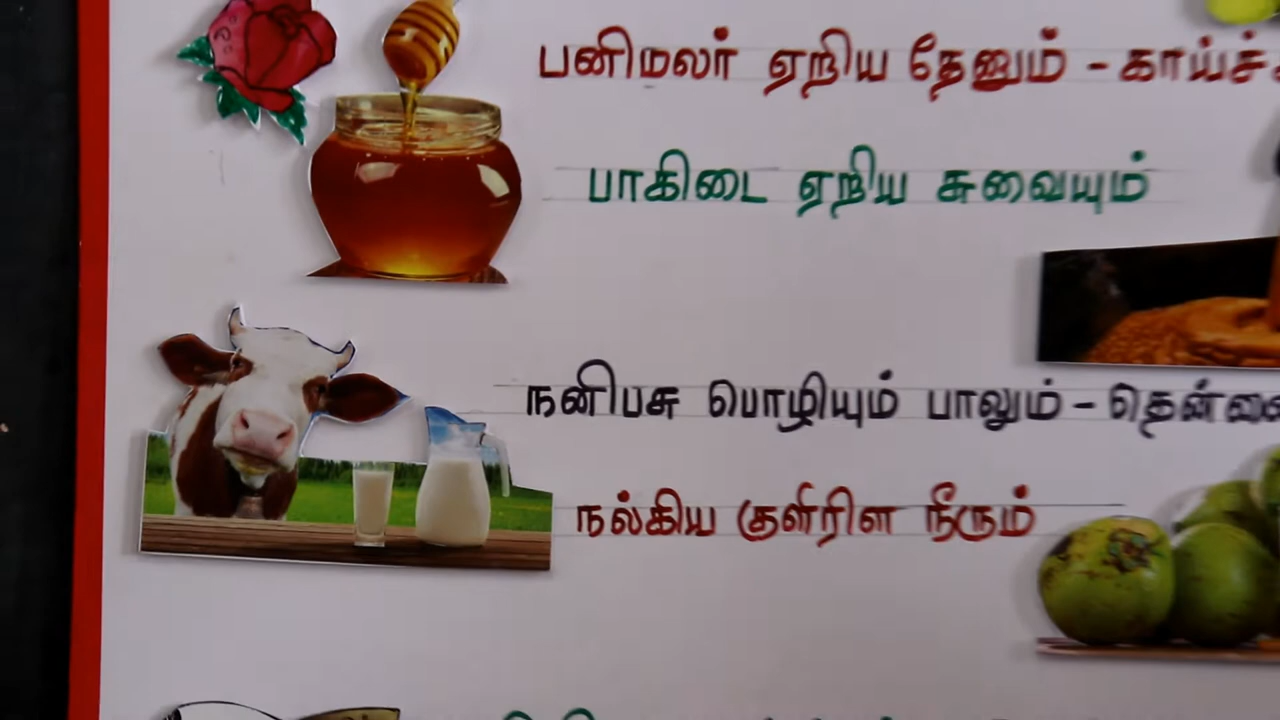 பனிமலர் ஏறிய தேனும் - காய்ச்
பாகிடை ஏறிய சுவையும்
நனிபசு பொழியும் பாலும் - தென்னை
நல்கிய குளிரிள நீரும்